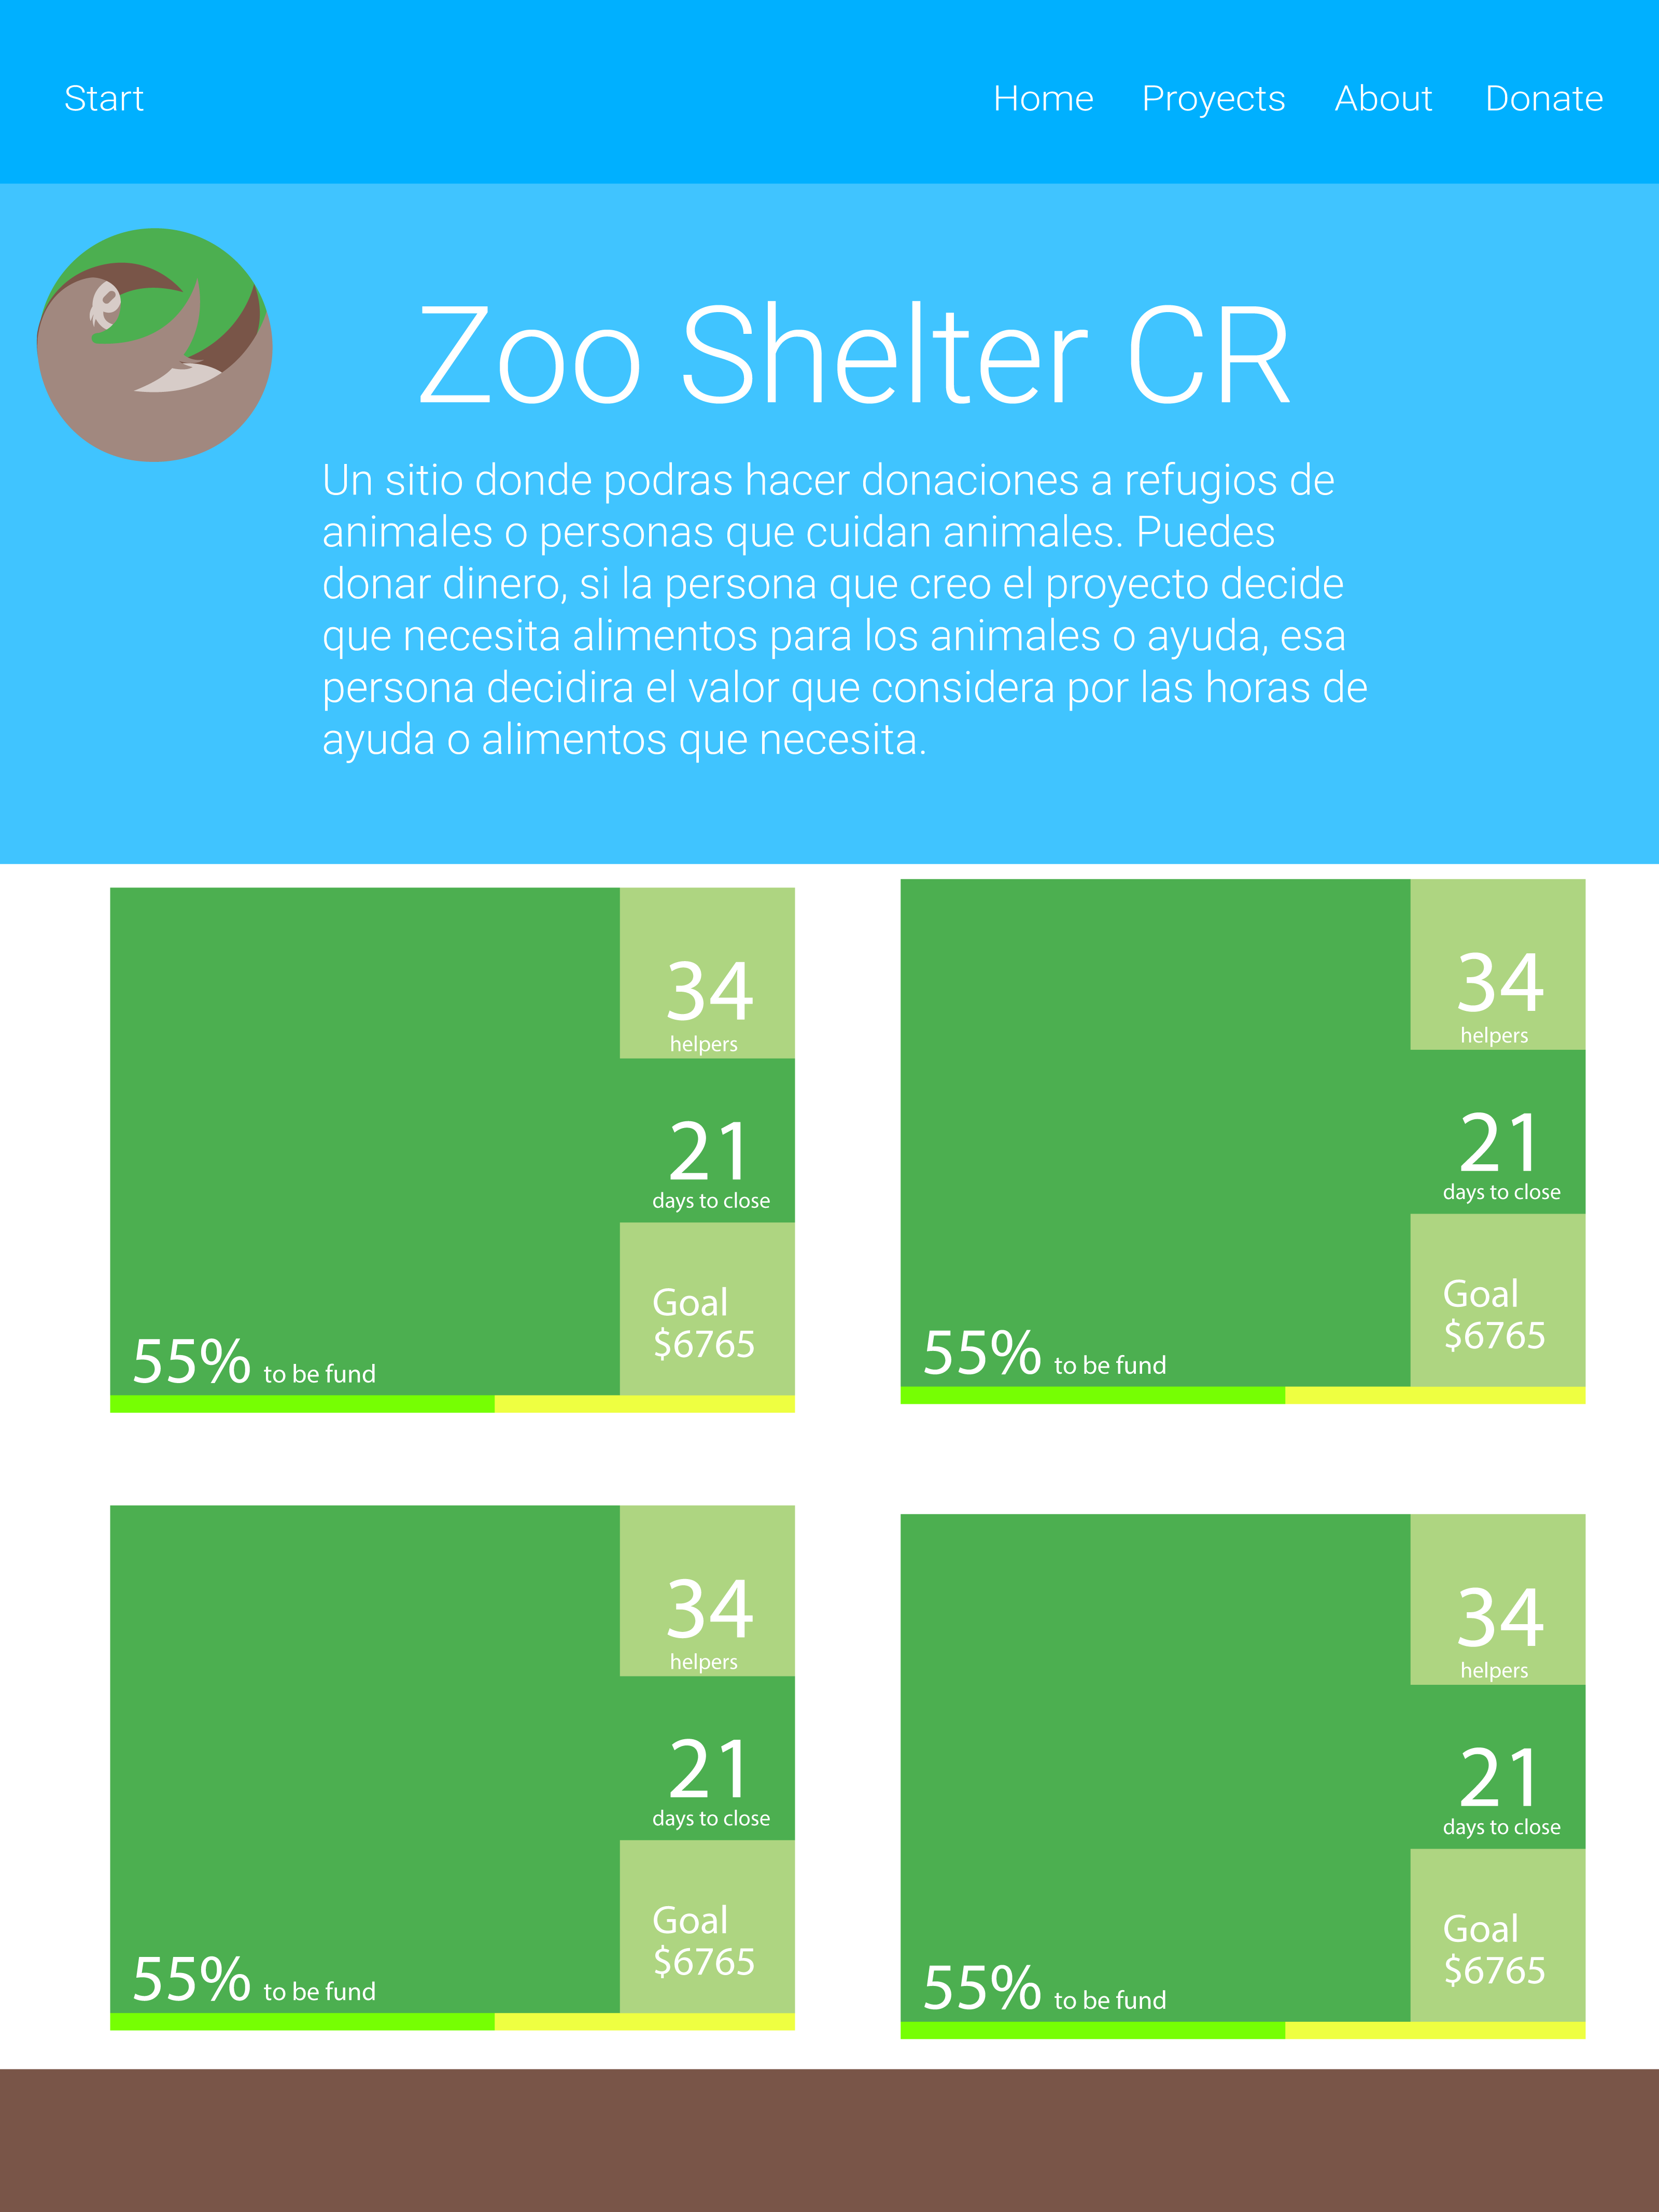 Start
Home Proyects About Donate
Zoo Shelter CR
Un sitio donde podras hacer donaciones a refugios de
animales o personas que cuidan animales. Puedes
donar dinero, si la persona que creo el proyecto decide
que necesita alimentos para los animales o ayuda, esa
persona decidira el valor que considera por las horas de
ayuda o alimentos que necesita.
34
helpers
21
days to close
Goal
$6765
55% to be fund
34
helpers
21
days to close
Goal
$6765
55% to be fund
34
helpers
21
days to close
Goal
$6765
55% to be fund
34
helpers
21
days to close
Goal
$6765
55% to be fund